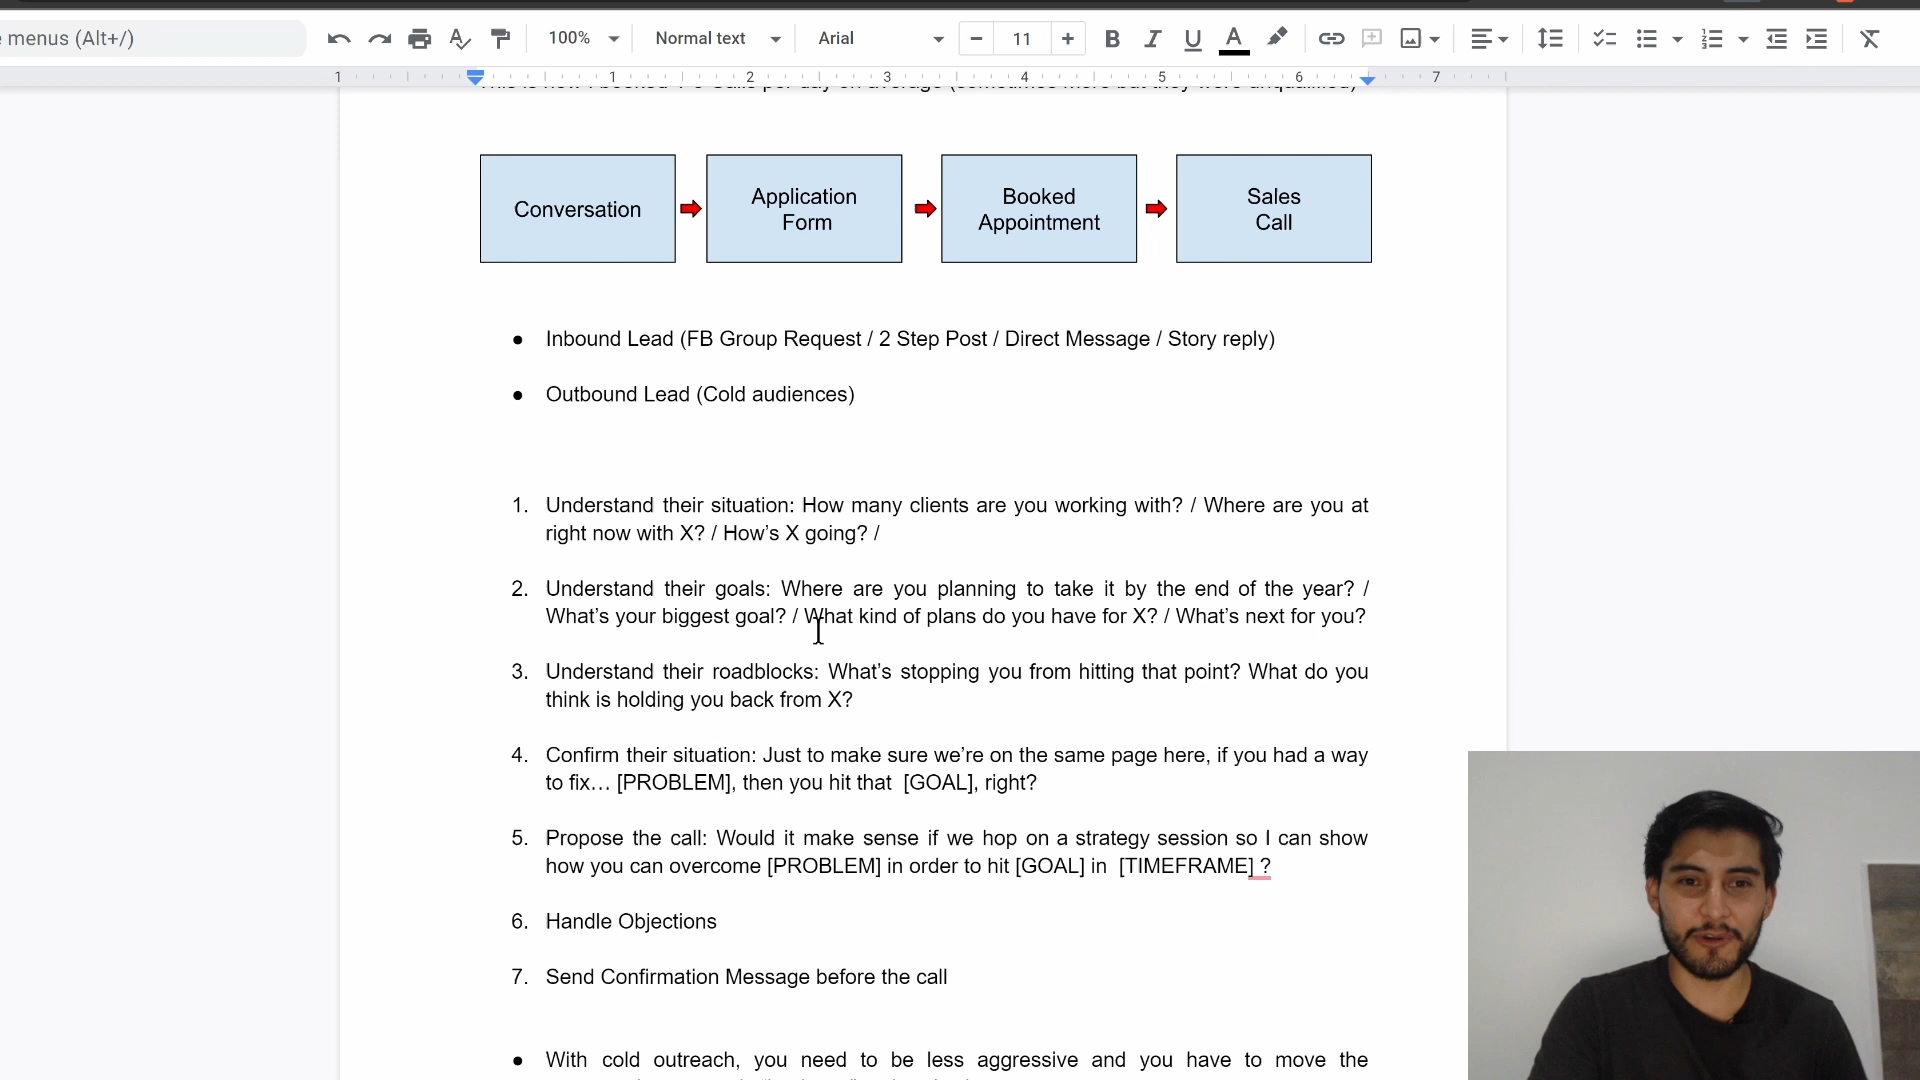 menus (Alt+/)
100%
Normal text
Arial
11
B I U A
1 1 2 3 4 5 6 7
Conversation
Application
Form
Booked
Appointment
Sales
Call
● Inbound Lead (FB Group Request / 2 Step Post / Direct Message / Story reply)
● Outbound Lead (Cold audiences)
1. Understand their situation: How many clients are you working with? / Where are you at
right now with X? / How’s X going? /
2. Understand their goals: Where are you planning to take it by the end of the year? /
What’s your biggest goal? / What kind of plans do you have for X? / What’s next for you?
3. Understand their roadblocks: What’s stopping you from hitting that point? What do you
think is holding you back from X?
4. Confirm their situation: Just to make sure we’re on the same page here, if you had a way
to fix… [PROBLEM], then you hit that  [GOAL], right?
5. Propose the call: Would it make sense if we hop on a strategy session so I can show
how you can overcome [PROBLEM] in order to hit [GOAL] in  [TIMEFRAME] ?
6. Handle Objections
7. Send Confirmation Message before the call
● With cold outreach, you need to be less aggressive and you have to move the